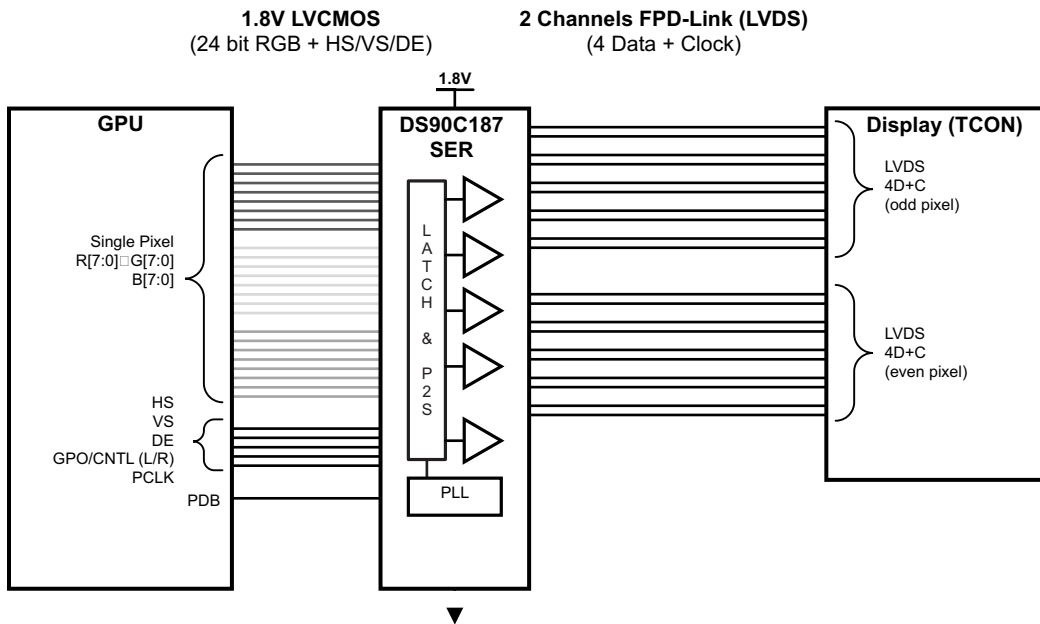 1.8V LVCMOS
(24 bit RGB + HS/VS/DE)
2 Channels FPD-Link (LVDS)
(4 Data + Clock)
1.8V
GPU
DS90C187
SER
Display (TCON)
Single Pixel
R[7:0]□G[7:0]
B[7:0]
HS
VS
DE
GPO/CNTL (L/R)
PCLK
PDB
LATCH & P2S
PLL
LVDS
4D+C
(odd pixel)
LVDS
4D+C
(even pixel)